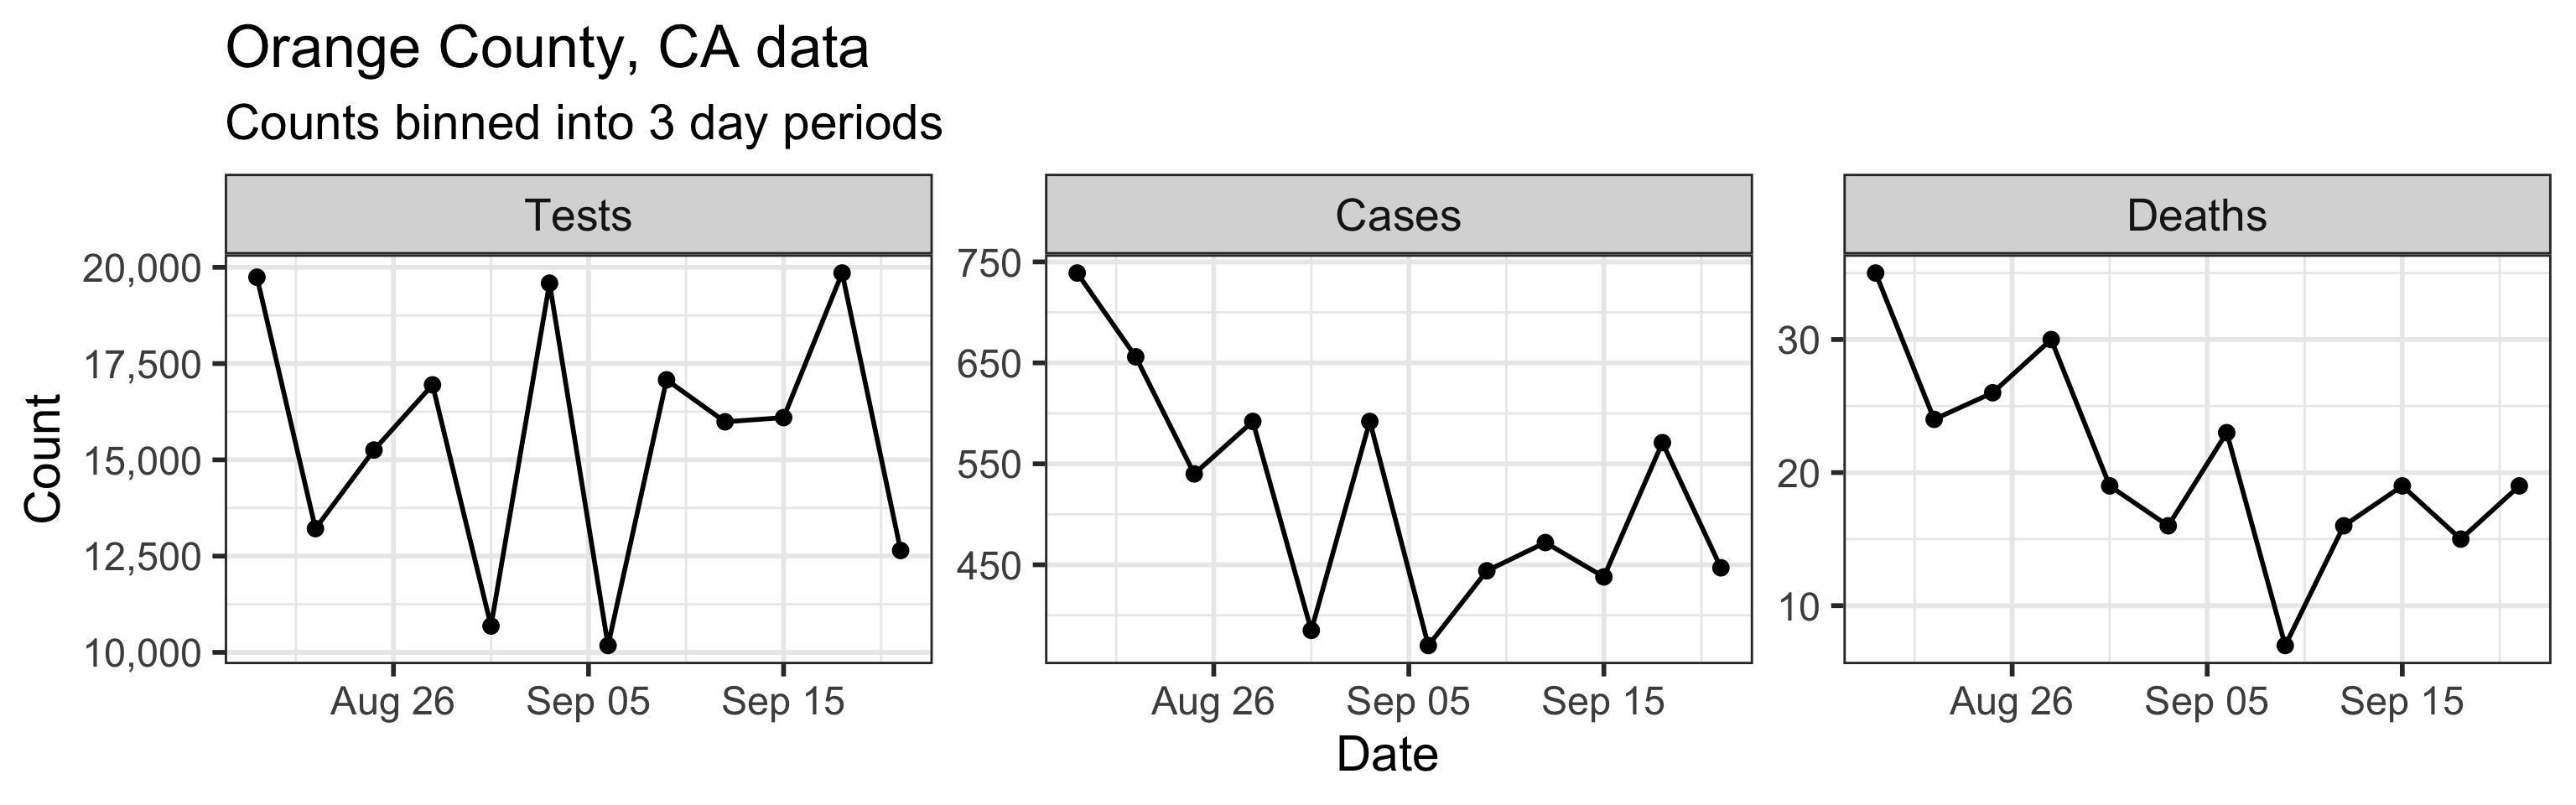 Orange County, CA data
Counts binned into 3 day periods
Tests
Cases
Deaths
Count
20,000
17,500
15,000
12,500
10,000
750
650
550
450
30
20
10
Aug 26
Sep 05
Sep 15
Aug 26
Sep 05
Sep 15
Aug 26
Sep 05
Sep 15
Date